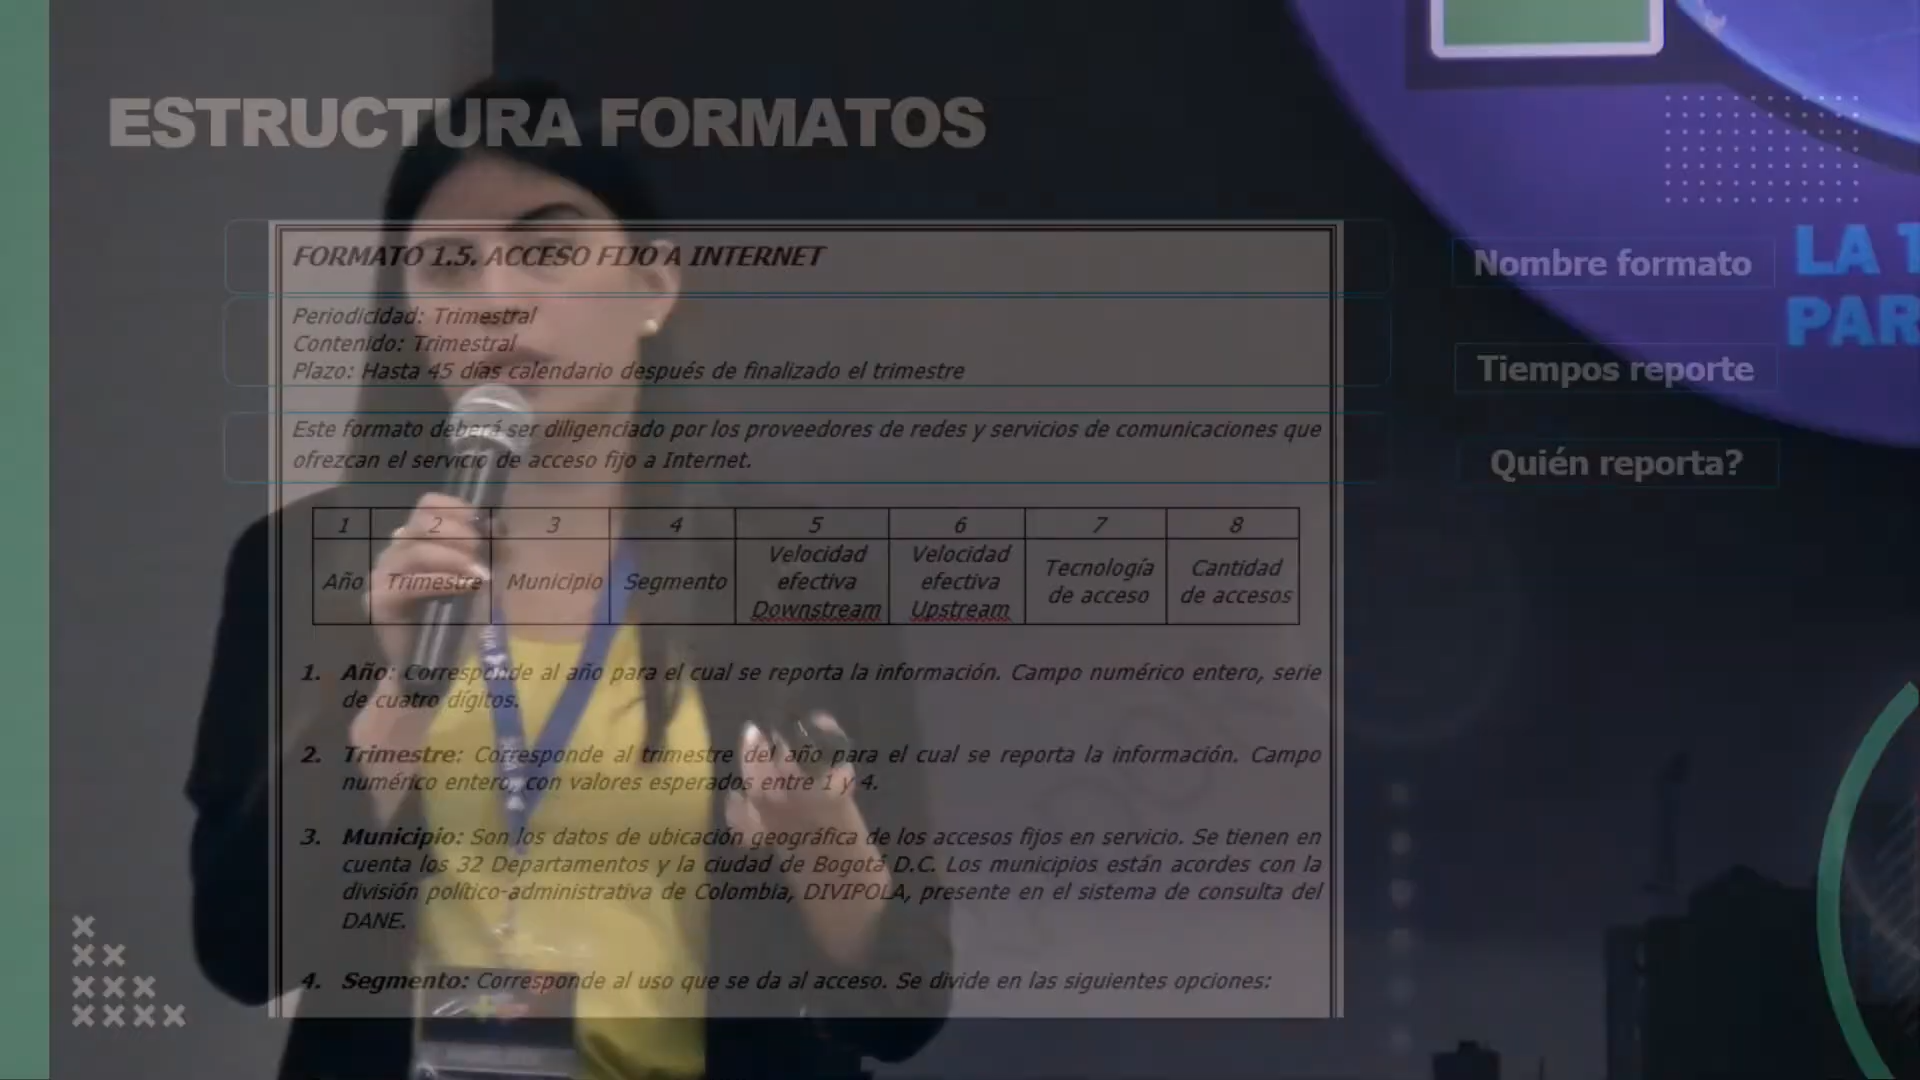 ESTRUCTURA FORMATOS
FORMATO 1.5. ACCESO FIJO A INTERNET
Nombre formato
Periodicidad: Trimestral
Contenido: Trimestral
Plazo: Hasta 45 días calendario después de finalizado el trimestre
Tiempos reporte
Este formato deberá ser diligenciado por los proveedores de redes y servicios de comunicaciones que
ofrezcan el servicio de acceso fijo a Internet.
Quién reporta?
1 2 3 4 5 6 7 8
Año Trimestre Municipio Segmento Velocidad efectiva Downstream Velocidad efectiva Upstream Tecnología de acceso Cantidad de accesos
1. Año: Corresponde al año para el cual se reporta la información. Campo numérico entero, serie
de cuatro dígitos.
2. Trimestre: Corresponde al trimestre del año para el cual se reporta la información. Campo
numérico entero, con valores esperados entre 1 y 4.
3. Municipio: Son los datos de ubicación geográfica de los accesos fijos en servicio. Se tienen en
cuenta los 32 Departamentos y la ciudad de Bogotá D.C. Los municipios están acordes con la
división político-administrativa de Colombia, DIVIPOLA, presente en el sistema de consulta del
DANE.
4. Segmento: Corresponde al uso que se da al acceso. Se divide en las siguientes opciones:
LA T
PAR